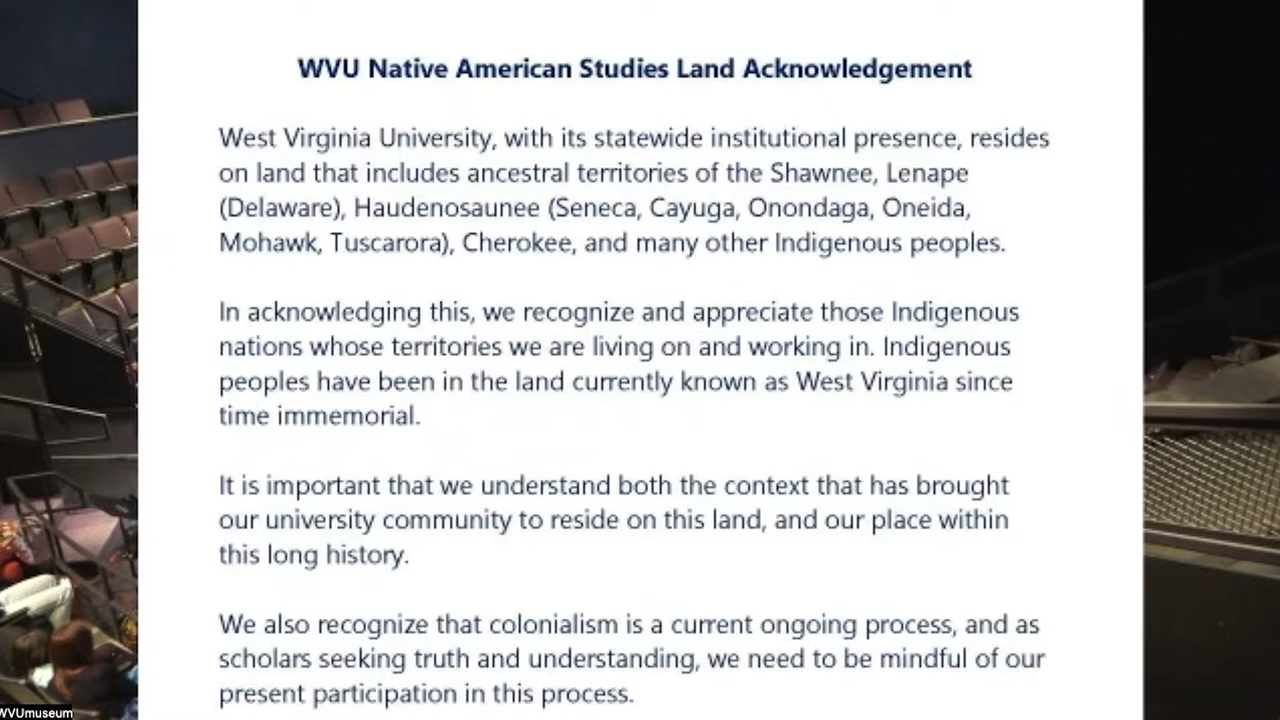 WVU Native American Studies Land Acknowledgement
West Virginia University, with its statewide institutional presence, resides
on land that includes ancestral territories of the Shawnee, Lenape
(Delaware), Haudenosaunee (Seneca, Cayuga, Onondaga, Oneida,
Mohawk, Tuscarora), Cherokee, and many other Indigenous peoples.
In acknowledging this, we recognize and appreciate those Indigenous
nations whose territories we are living on and working in. Indigenous
peoples have been in the land currently known as West Virginia since
time immemorial.
It is important that we understand both the context that has brought
our university community to reside on this land, and our place within
this long history.
We also recognize that colonialism is a current ongoing process, and as
scholars seeking truth and understanding, we need to be mindful of our
present participation in this process.
WVUmuseum